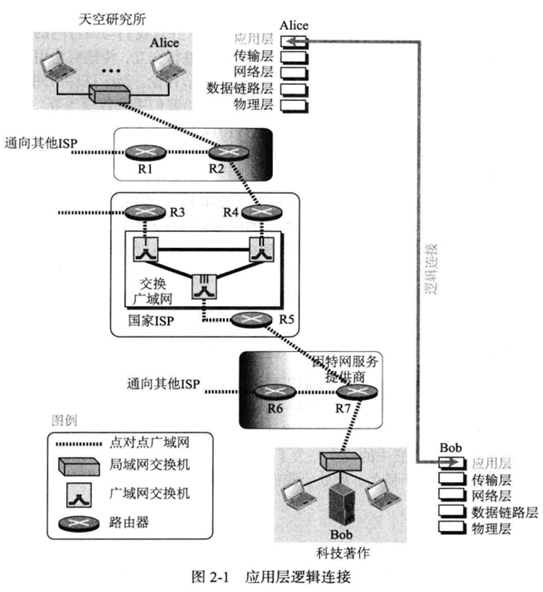 天空研究所
Alice
Alice
应用层
传输层
网络层
数据链路层
物理层
通向其他ISP
R1
R2
R3
R4
交换
广域网
国家ISP
R5
逻辑连接
因特网服务
提供商
通向其他ISP
R6
R7
图例
点对点广域网
局域网交换机
广域网交换机
路由器
Bob
科技著作
Bob
应用层
传输层
网络层
数据链路层
物理层
图 2-1 应用层逻辑连接